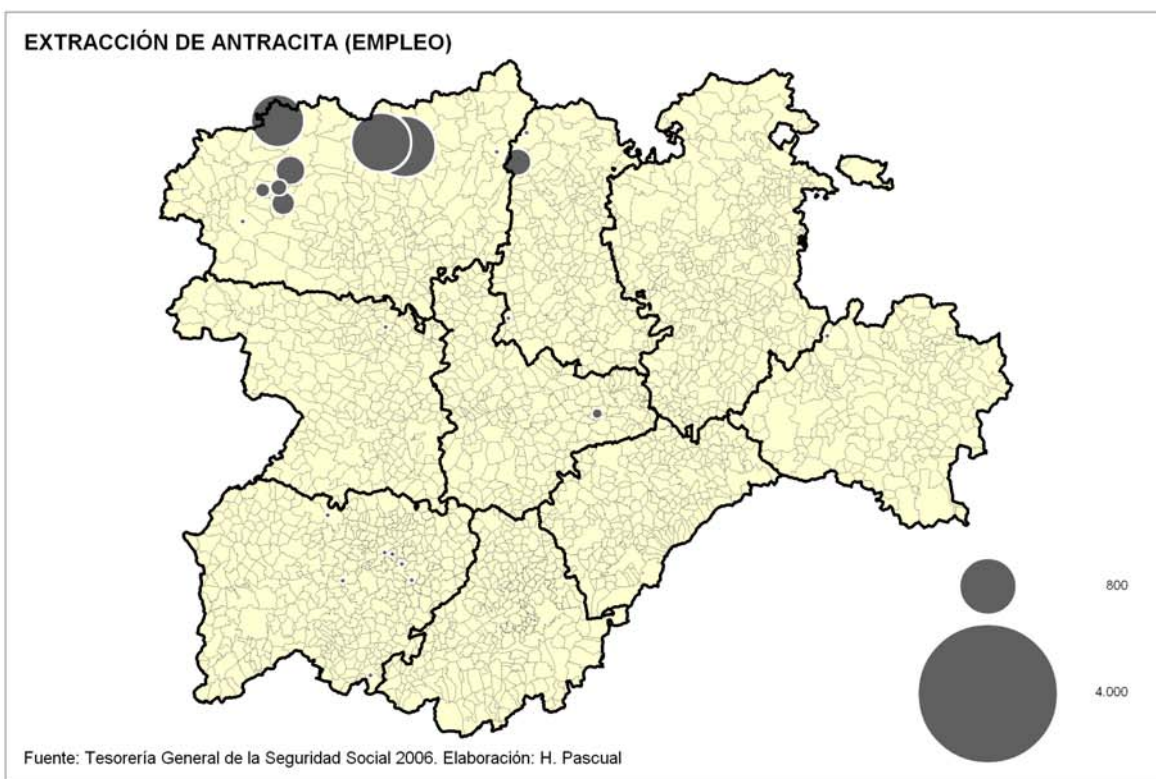 EXTRACCIÓN DE ANTRACITA (EMPLEO)
800
4.000
Fuente: Tesorería General de la Seguridad Social 2006. Elaboración: H. Pascual